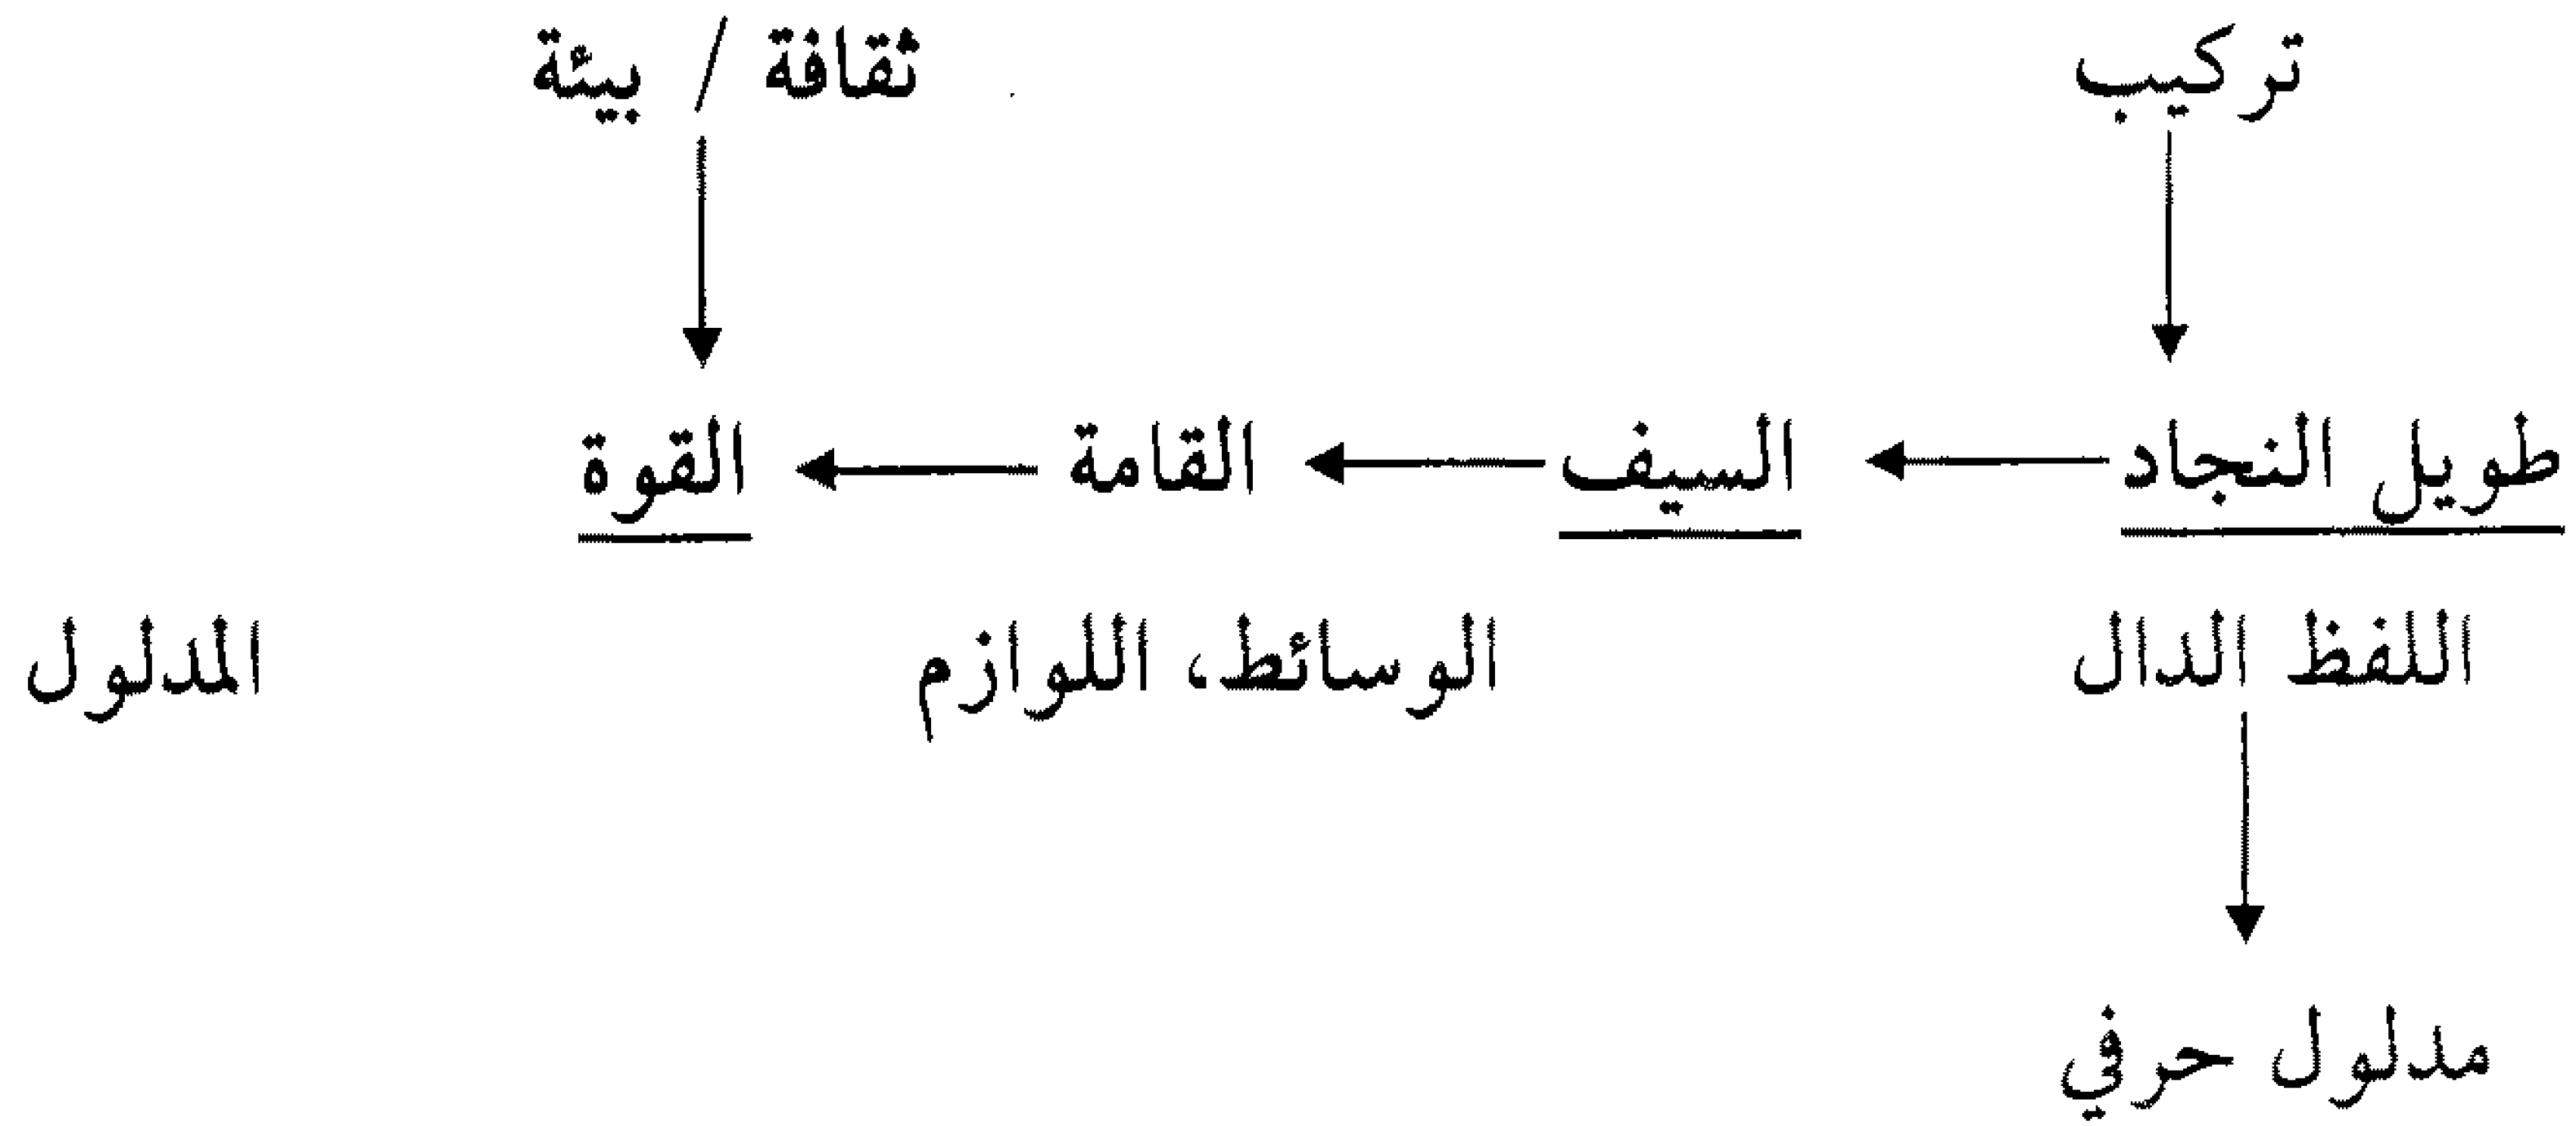 تركيب ثقافة / بيئة
طويل النجاد السيف القامة القوة
اللفظ الدال الوسائط، اللوازم المدلول
مدلول حرفي